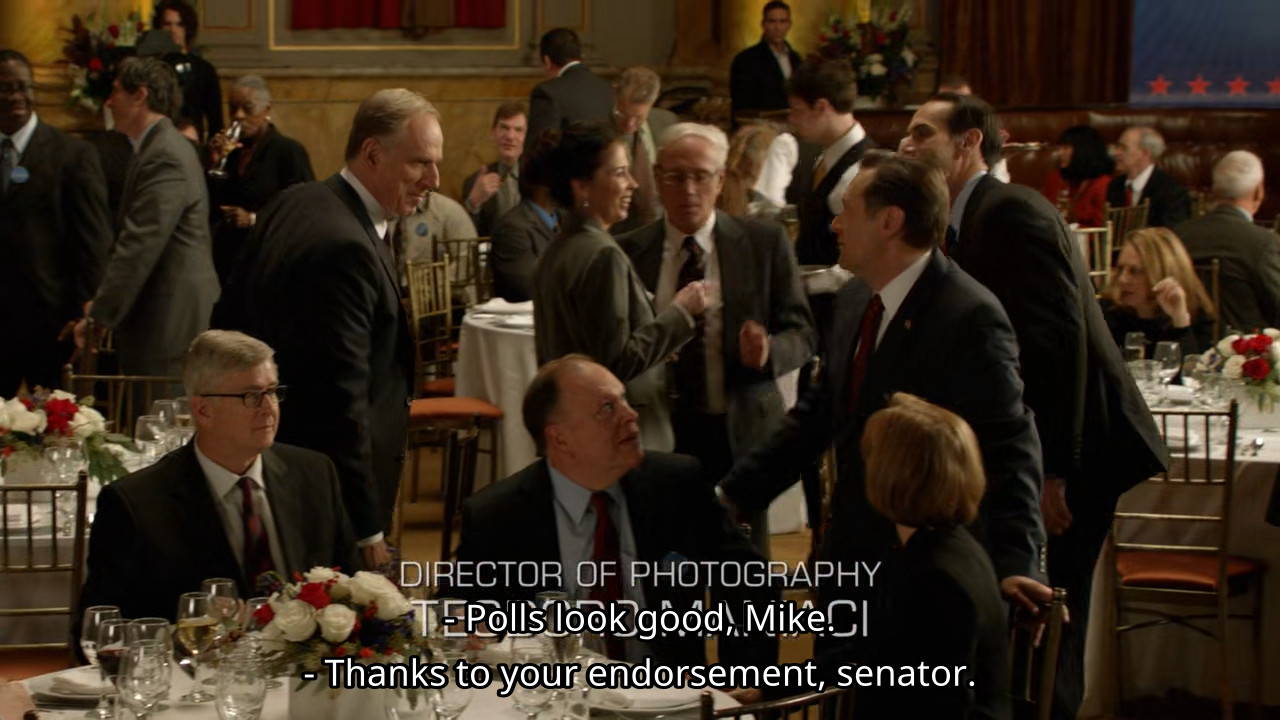 DIRECTOR OF PHOTOGRAPHY
- Polls look good, Mike.
- Thanks to your endorsement, senator.